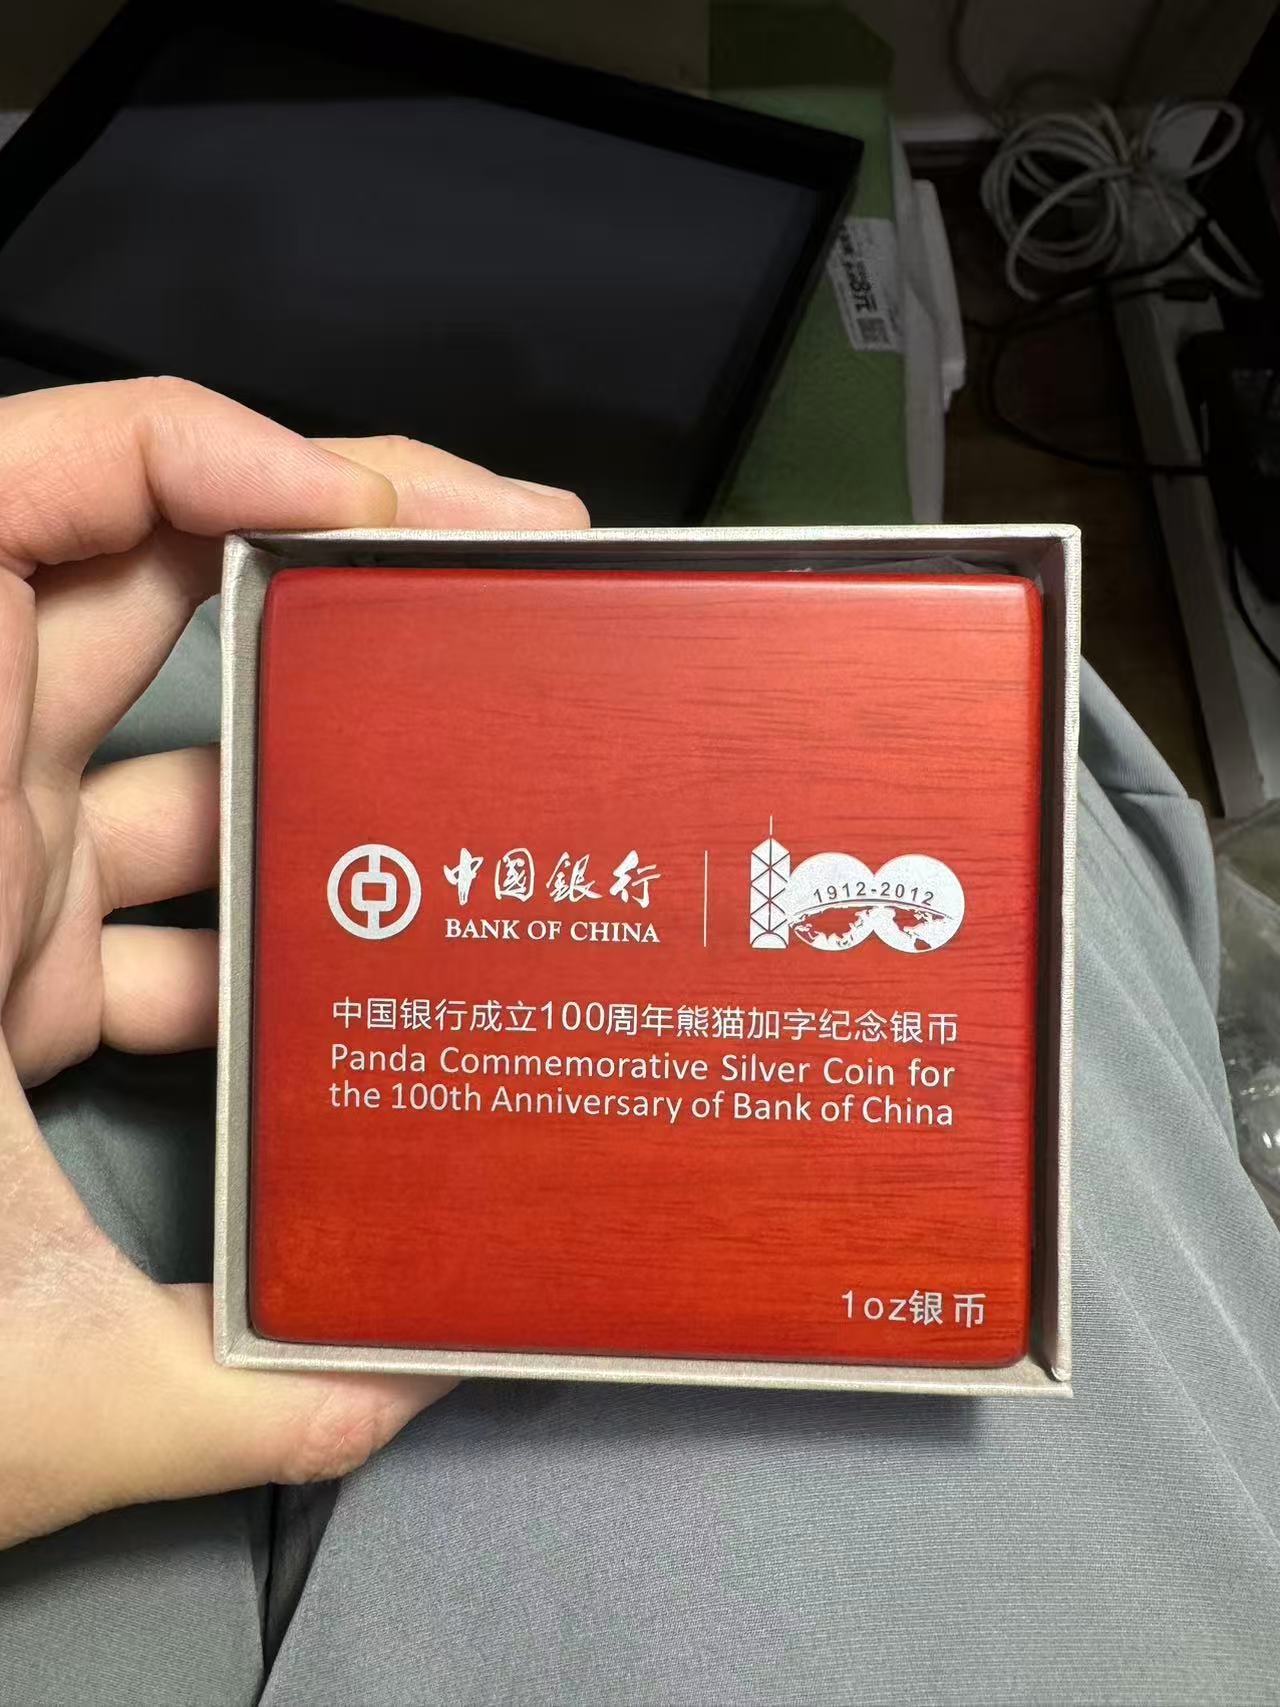 中国銀行
BANK OF CHINA
1912-2012
中国银行成立100周年熊猫加字纪念银币
Panda Commemorative Silver Coin for
the 100th Anniversary of Bank of China
1oz银币